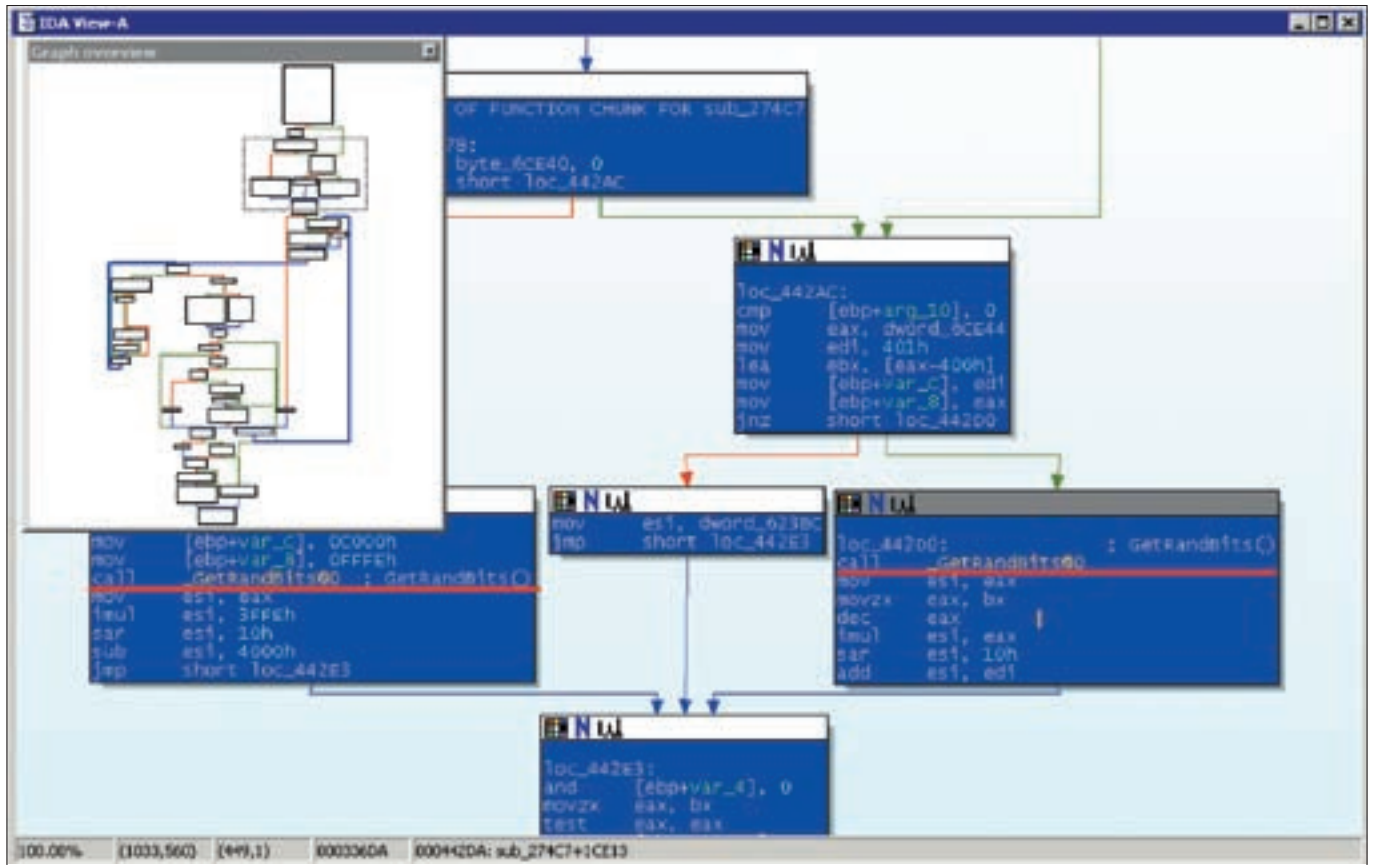 IDA View-A
Graph overview
OF FUNCTION CHUNK FOR sub_274C7
78:
byte_6CE40, 0
short loc_442AC
loc_442AC:
cmp [ebp+arg_10], 0
mov eax, dword_6CE44
mov edi, 401h
lea ebx, [eax-400h]
mov [ebp+var_C], edi
mov [ebp+var_8], eax
jnz short loc_442D0
mov [ebp+var_C], 0C000h
mov [ebp+var_8], 0FFFEh
call _GetRandBits@0 ; GetRandBits()
mov esi, eax
imul esi, 3FFEh
sar esi, 10h
sub esi, 4000h
jmp short loc_442E3
mov esi, dword_623BC
jmp short loc_442E3
loc_442D0: ; GetRandBits()
call _GetRandBits@0
mov esi, eax
movzx eax, bx
dec eax
imul esi, eax
sar esi, 10h
add esi, edi
loc_442E3:
and [ebp+var_4], 0
movzx eax, bx
test eax, eax
100.00% (1033,560) (449,1) 000336DA 000442DA: sub_274C7+1CE13